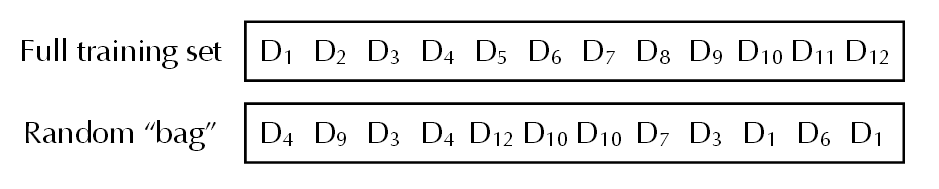 Full training set D₁ D₂ D₃ D₄ D₅ D₆ D₇ D₈ D₉ D₁₀ D₁₁ D₁₂
Random “bag” D₄ D₉ D₃ D₄ D₁₂ D₁₀ D₁₀ D₇ D₃ D₁ D₆ D₁